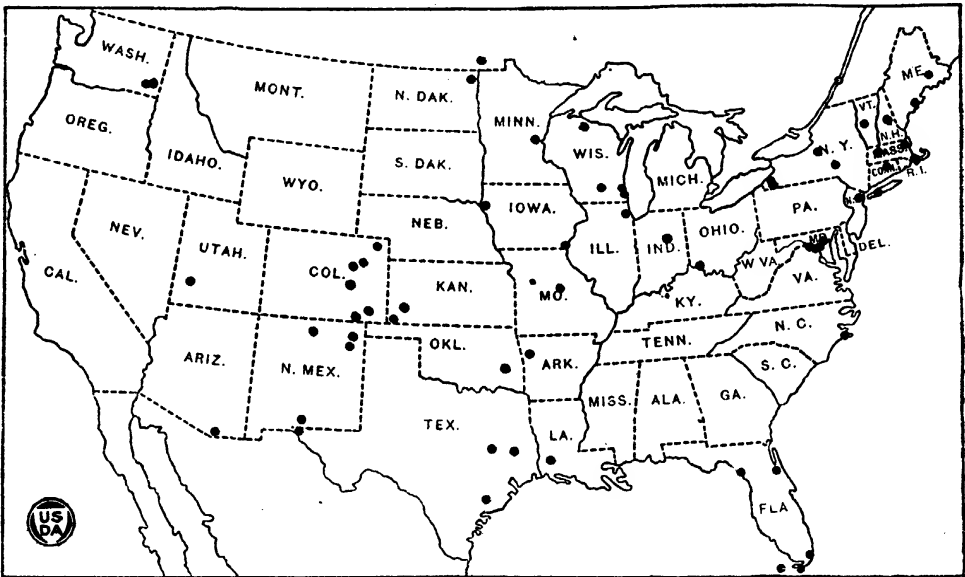 WASH.
MONT.
N. DAK.
MINN.
ME.
VT.
N.H.
OREG.
IDAHO.
S. DAK.
WIS.
MICH.
N. Y.
MASS.
CONN.
R. I.
WYO.
NEB.
IOWA.
PA.
N.J.
NEV.
UTAH.
COL.
KAN.
ILL.
IND.
OHIO.
W VA.
MD.
DEL.
VA.
CAL.
MO.
KY.
ARIZ.
N. MEX.
OKL.
ARK.
TENN.
N. C.
S. C.
TEX.
LA.
MISS.
ALA.
GA.
FLA
US
DA